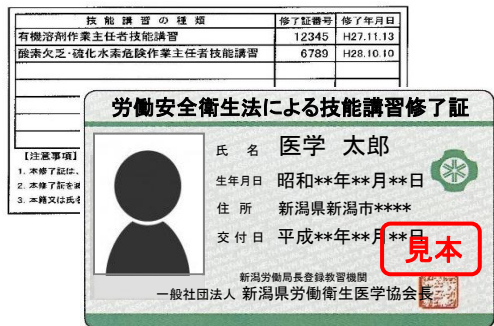 技能講習の種類 修了証番号 修了年月日
有機溶剤作業主任者技能講習 12345 H27.11.13
酸素欠乏・硫化水素危険作業主任者技能講習 6789 H28.10.10
【注意事項】
1. 本修了証は、
2. 本修了証を滅
3. 本籍又は氏名
労働安全衛生法による技能講習修了証
氏名 医学 太郎
生年月日 昭和**年**月**日
住所 新潟県新潟市****
交付日 平成**年**月**日
見本
新潟労働局長登録教習機関
一般社団法人 新潟県労働衛生医学協会長